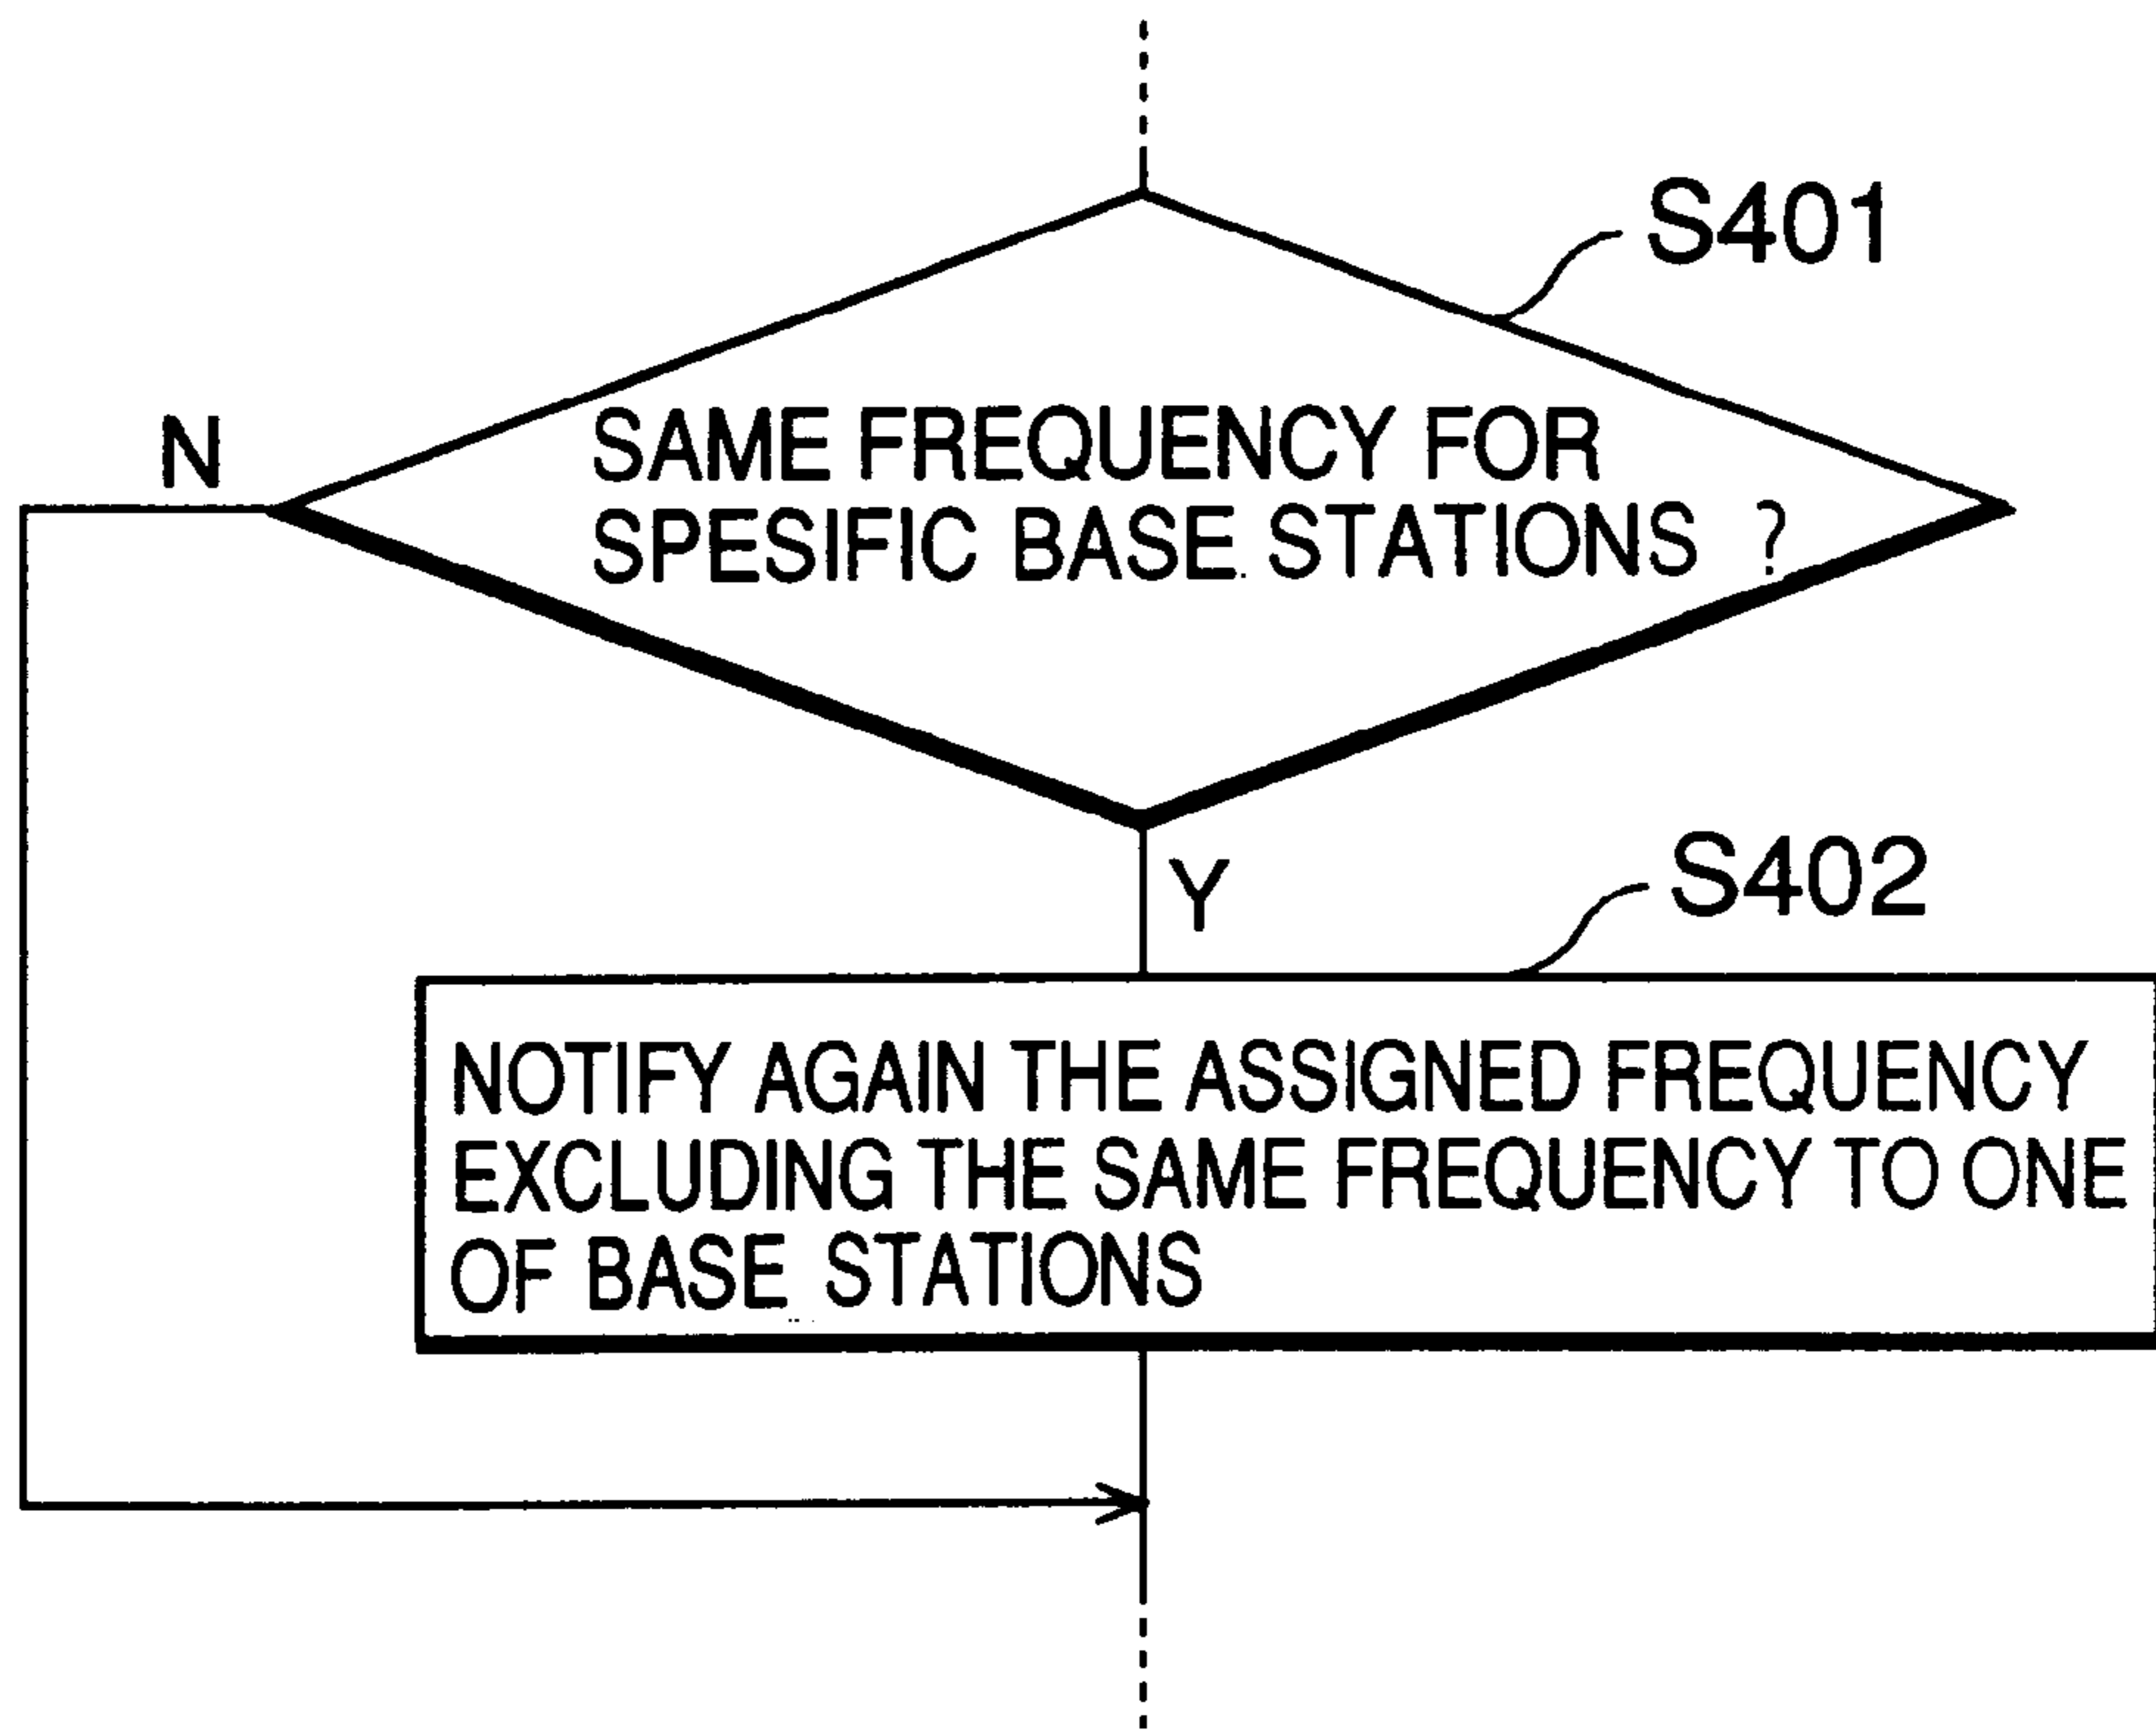 S401
N
SAME FREQUENCY FOR
SPESIFIC BASE STATIONS ?
Y
S402
NOTIFY AGAIN THE ASSIGNED FREQUENCY
EXCLUDING THE SAME FREQUENCY TO ONE
OF BASE STATIONS